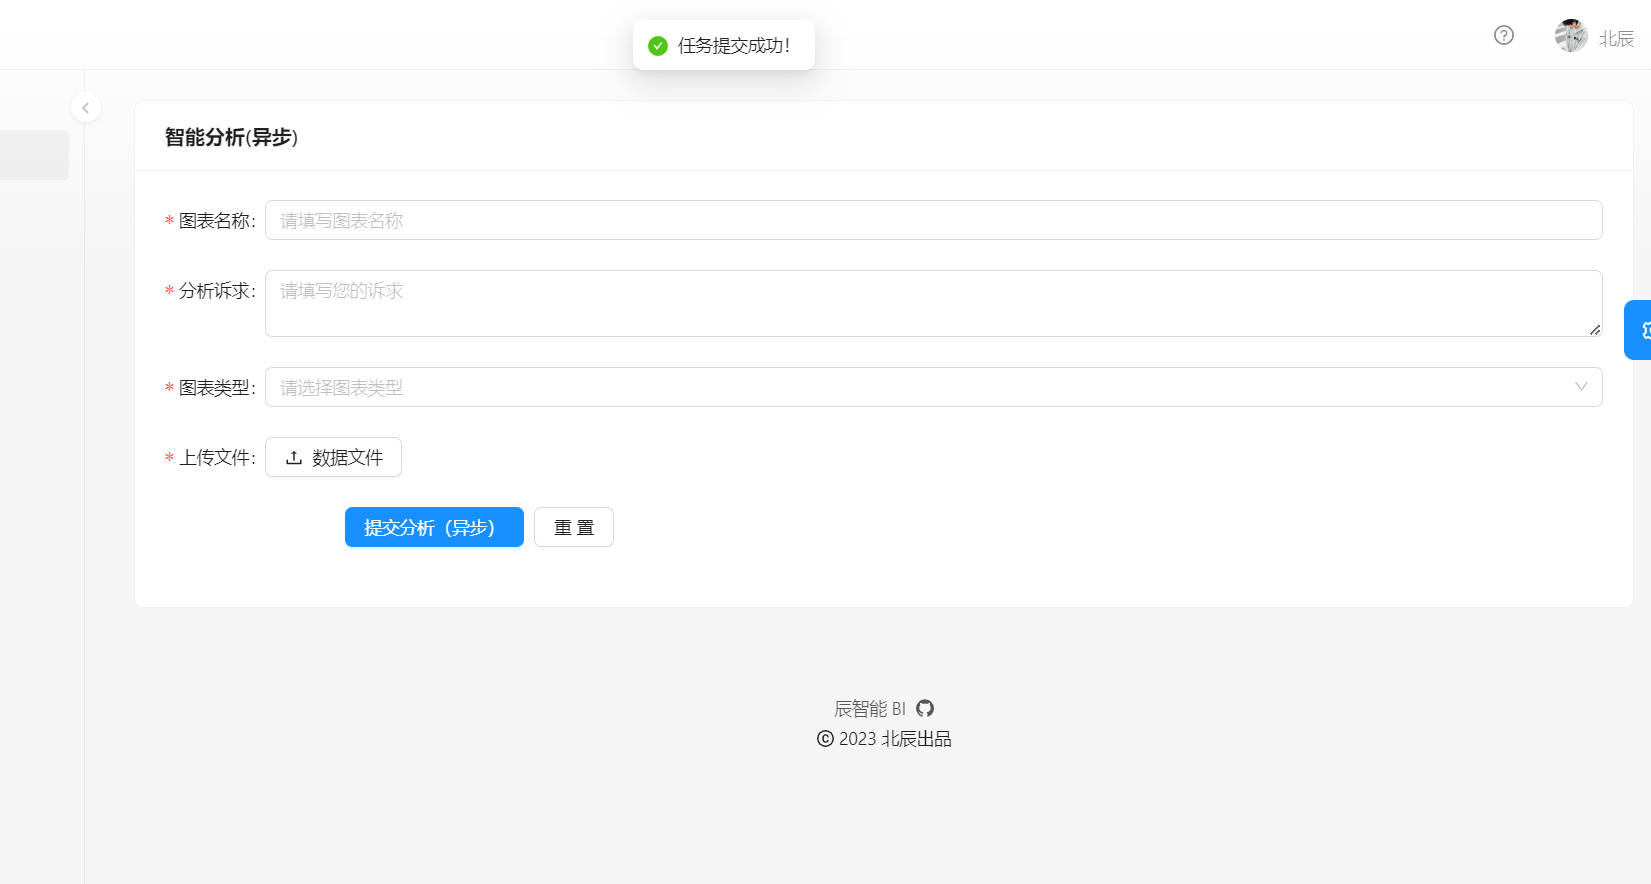 任务提交成功！
北辰
智能分析(异步)
* 图表名称：
请填写图表名称
* 分析诉求：
请填写您的诉求
* 图表类型：
请选择图表类型
* 上传文件：
数据文件
提交分析（异步）
重 置
辰智能 BI
© 2023 北辰出品